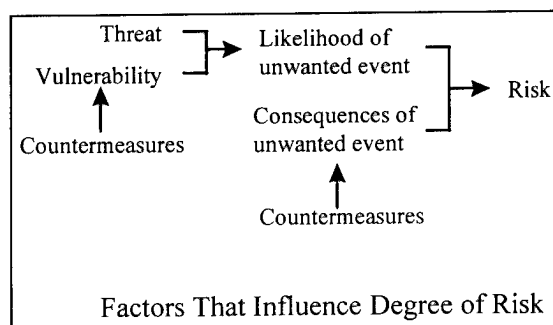 Threat
Vulnerability
Countermeasures
Likelihood of
unwanted event
Consequences of
unwanted event
Countermeasures
Risk
Factors That Influence Degree of Risk